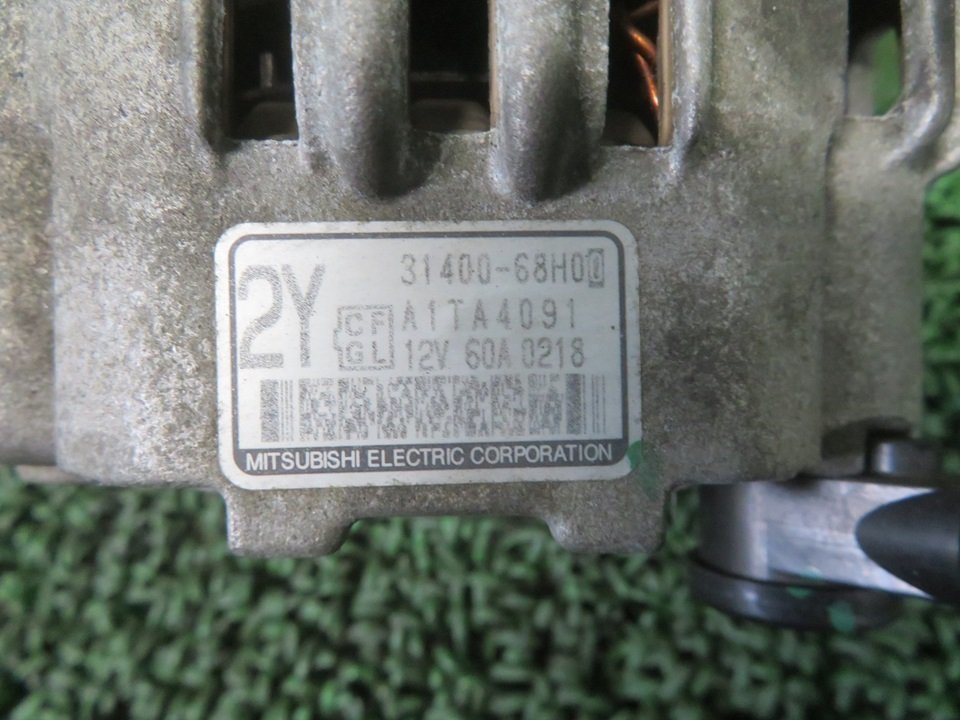 2Y
31400-68H00
CF
GL
A1TA4091
12V 60A 0218
MITSUBISHI ELECTRIC CORPORATION